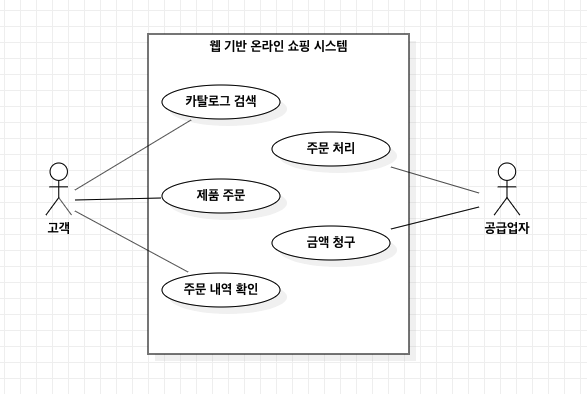 웹 기반 온라인 쇼핑 시스템
카탈로그 검색
주문 처리
제품 주문
고객
공급업자
금액 청구
주문 내역 확인